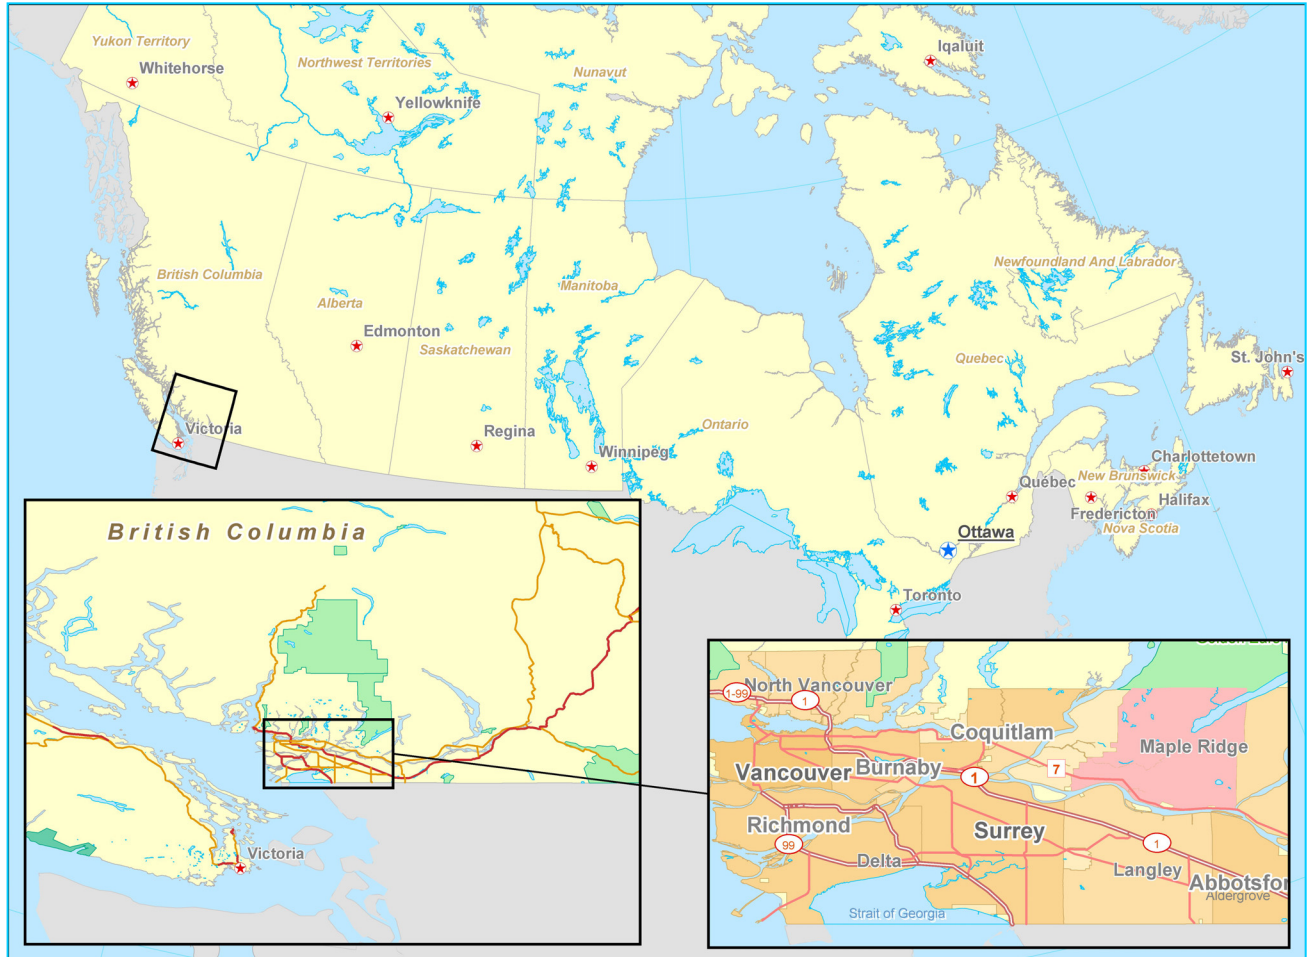 Yukon Territory
Whitehorse
Northwest Territories
Yellowknife
Nunavut
Iqaluit
British Columbia
Alberta
Edmonton
Saskatchewan
Manitoba
Newfoundland And Labrador
Quebec
St. John's
Victoria
Regina
Winnipeg
Ontario
Charlottetown
New Brunswick
Québec
Halifax
Fredericton
Nova Scotia
Ottawa
Toronto
British Columbia
Victoria
1-99
North Vancouver
1
Coquitlam
Maple Ridge
7
Vancouver
Burnaby
1
Richmond
Surrey
99
1
Delta
Langley
Abbotsfor
Aldergrove
Strait of Georgia